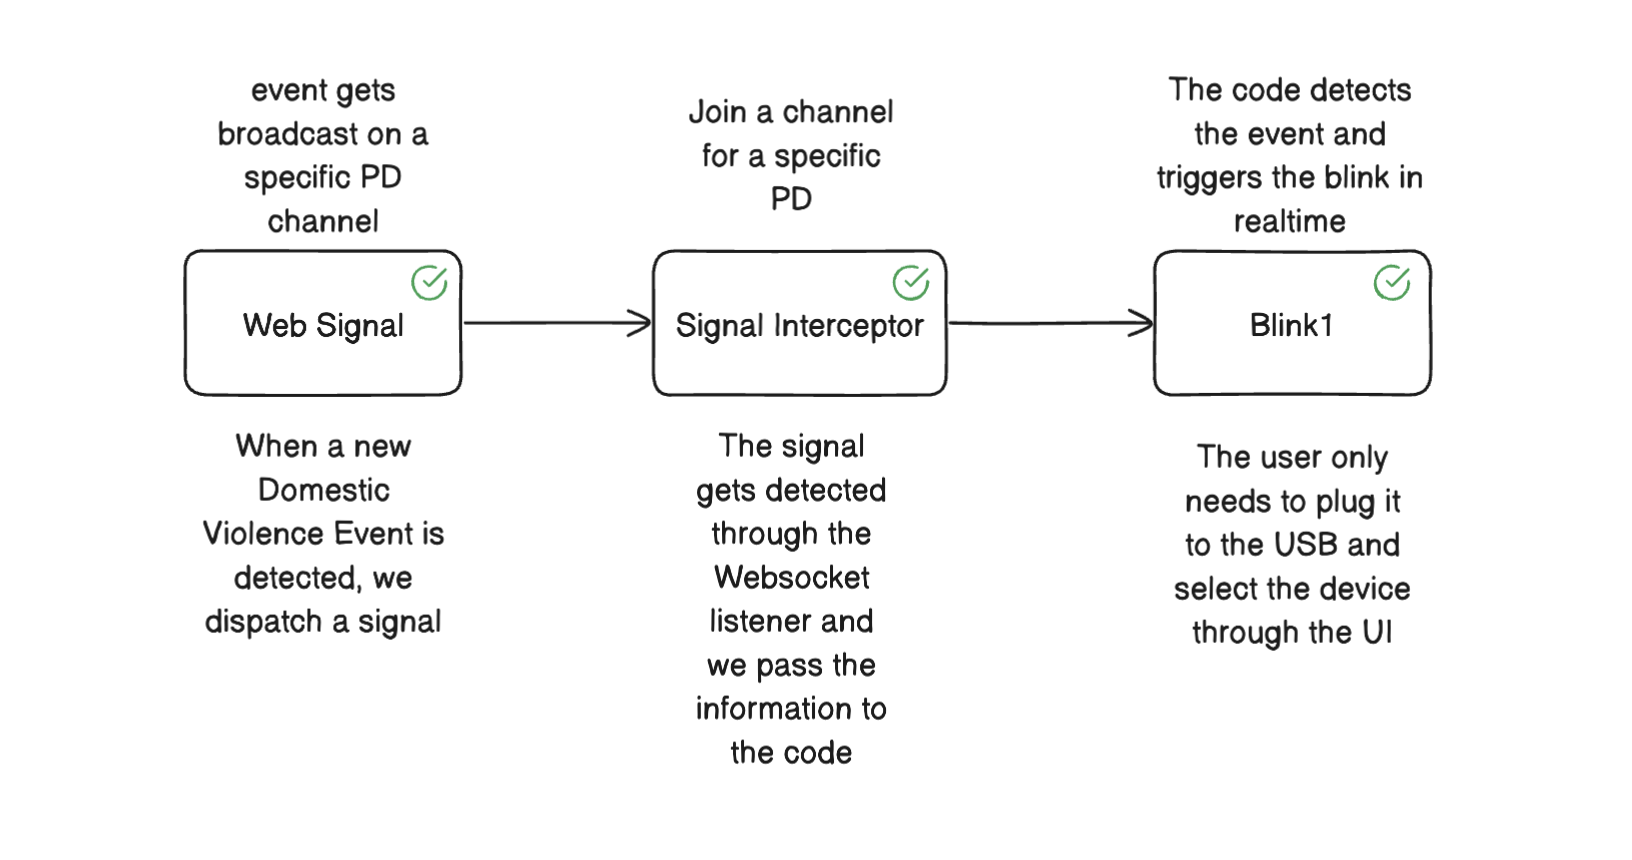 event gets
broadcast on a
specific PD
channel
Web Signal
When a new
Domestic
Violence Event is
detected, we
dispatch a signal
Join a channel
for a specific
PD
Signal Interceptor
The signal
gets detected
through the
Websocket
listener and
we pass the
information to
the code
The code detects
the event and
triggers the blink in
realtime
Blink1
The user only
needs to plug it
to the USB and
select the device
through the UI